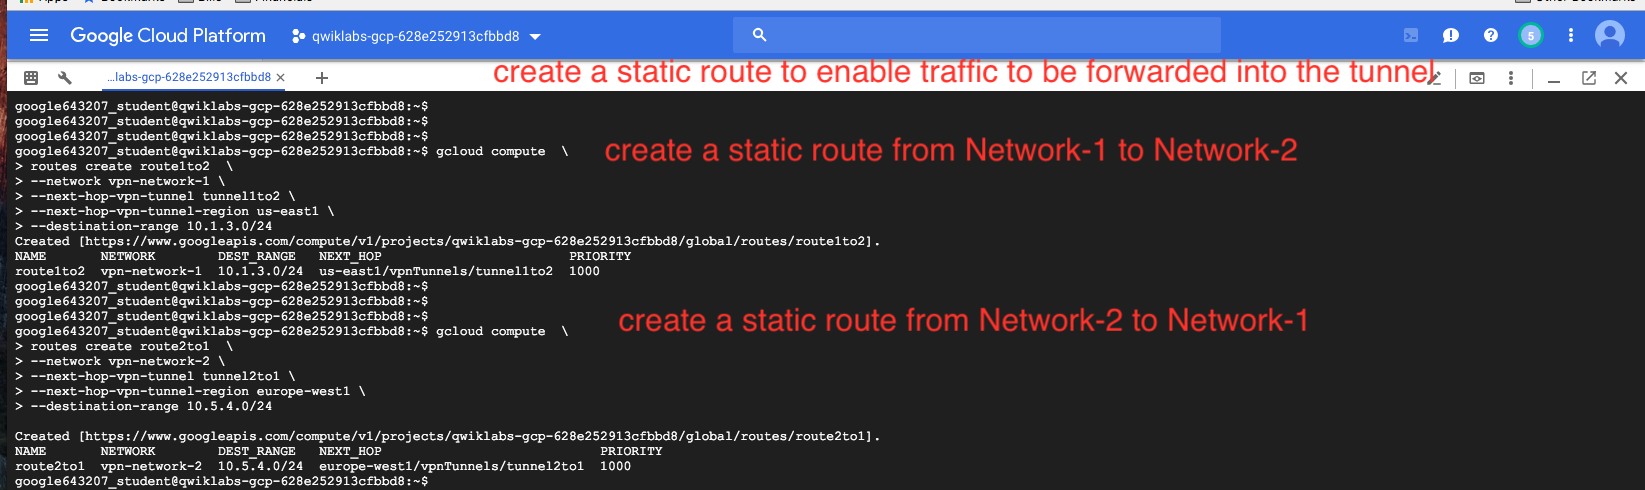 Google Cloud Platform
qwiklabs-gcp-628e252913cfbbd8
5
...labs-gcp-628e252913cfbbd8
create a static route to enable traffic to be forwarded into the tunnel
google643207_student@qwiklabs-gcp-628e252913cfbbd8:~$
google643207_student@qwiklabs-gcp-628e252913cfbbd8:~$
google643207_student@qwiklabs-gcp-628e252913cfbbd8:~$
google643207_student@qwiklabs-gcp-628e252913cfbbd8:~$ gcloud compute  \
create a static route from Network-1 to Network-2
> routes create route1to2  \
> --network vpn-network-1 \
> --next-hop-vpn-tunnel tunnel1to2 \
> --next-hop-vpn-tunnel-region us-east1 \
> --destination-range 10.1.3.0/24
Created [https://www.googleapis.com/compute/v1/projects/qwiklabs-gcp-628e252913cfbbd8/global/routes/route1to2].
NAME       NETWORK        DEST_RANGE   NEXT_HOP                        PRIORITY
route1to2  vpn-network-1  10.1.3.0/24  us-east1/vpnTunnels/tunnel1to2  1000
google643207_student@qwiklabs-gcp-628e252913cfbbd8:~$
google643207_student@qwiklabs-gcp-628e252913cfbbd8:~$
google643207_student@qwiklabs-gcp-628e252913cfbbd8:~$
google643207_student@qwiklabs-gcp-628e252913cfbbd8:~$ gcloud compute  \
create a static route from Network-2 to Network-1
> routes create route2to1  \
> --network vpn-network-2 \
> --next-hop-vpn-tunnel tunnel2to1 \
> --next-hop-vpn-tunnel-region europe-west1 \
> --destination-range 10.5.4.0/24
Created [https://www.googleapis.com/compute/v1/projects/qwiklabs-gcp-628e252913cfbbd8/global/routes/route2to1].
NAME       NETWORK        DEST_RANGE   NEXT_HOP                            PRIORITY
route2to1  vpn-network-2  10.5.4.0/24  europe-west1/vpnTunnels/tunnel2to1  1000
google643207_student@qwiklabs-gcp-628e252913cfbbd8:~$